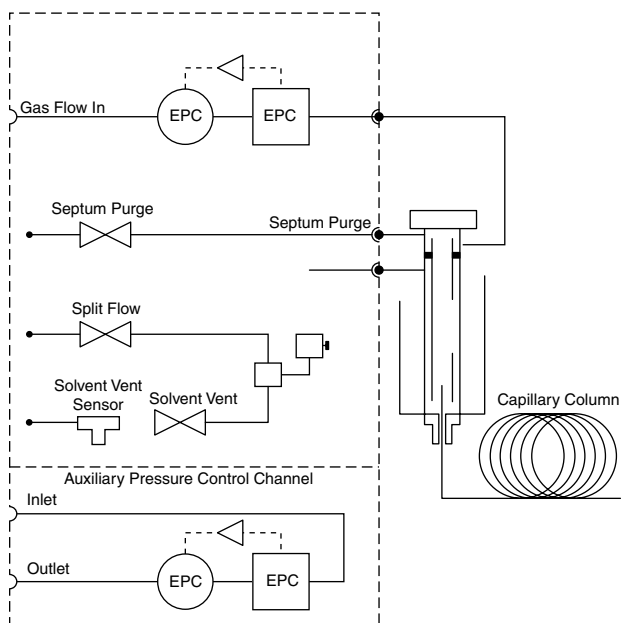 Gas Flow In
EPC
EPC
Septum Purge
Septum Purge
Split Flow
Solvent Vent
Sensor
Solvent Vent
Capillary Column
Auxiliary Pressure Control Channel
Inlet
Outlet
EPC
EPC